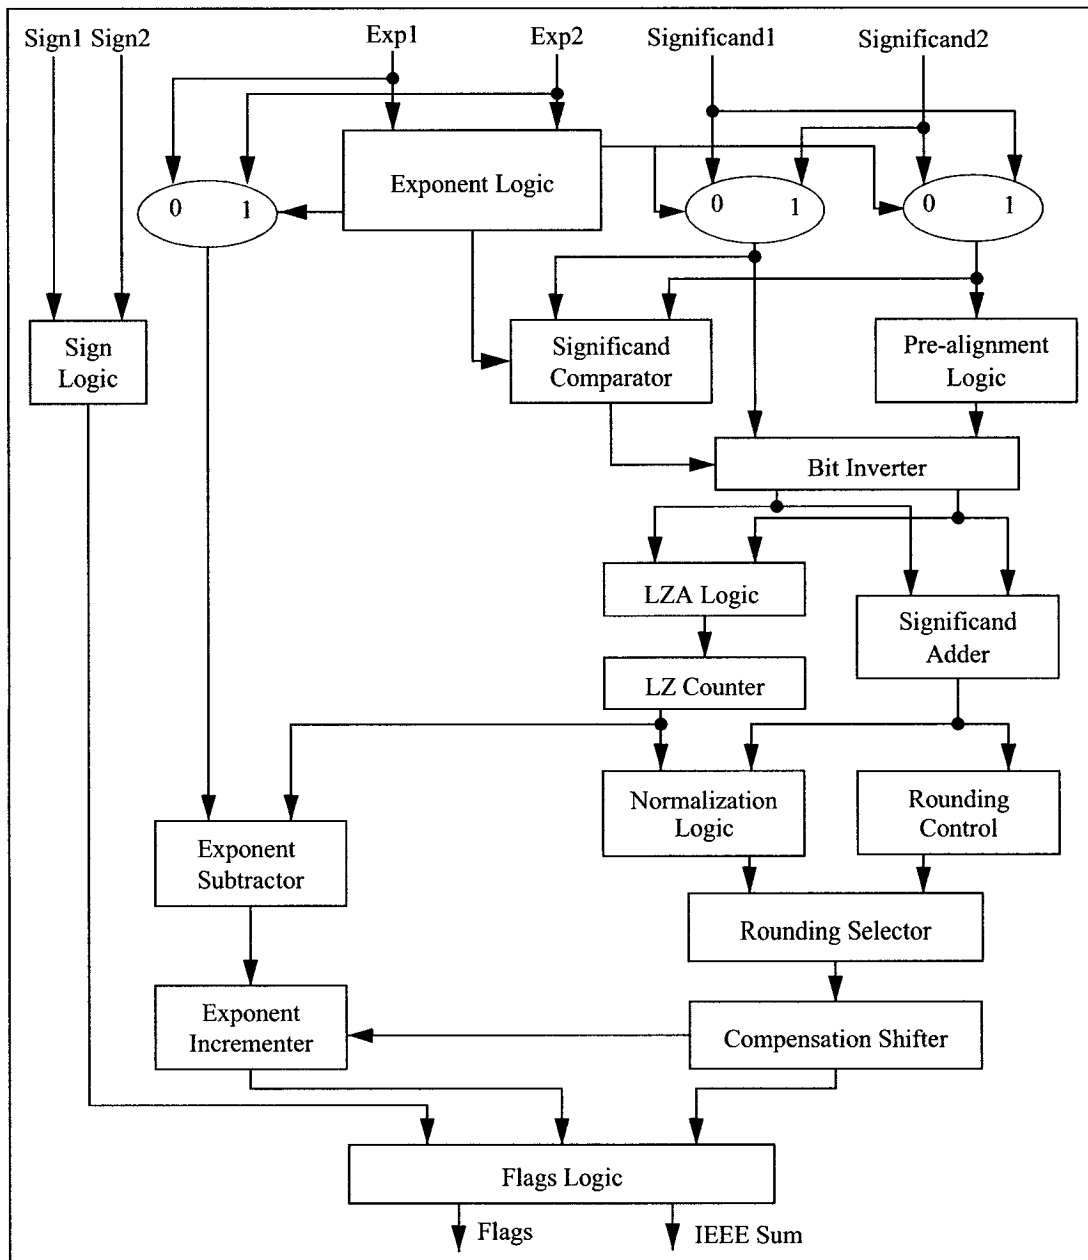 Sign1 Sign2 Exp1 Exp2 Significand1 Significand2
0 1
Exponent Logic
0 1
0 1
Sign
Logic
Significand
Comparator
Pre-alignment
Logic
Bit Inverter
LZA Logic
Significand
Adder
LZ Counter
Normalization
Logic
Rounding
Control
Exponent
Subtractor
Rounding Selector
Exponent
Incrementer
Compensation Shifter
Flags Logic
Flags
IEEE Sum